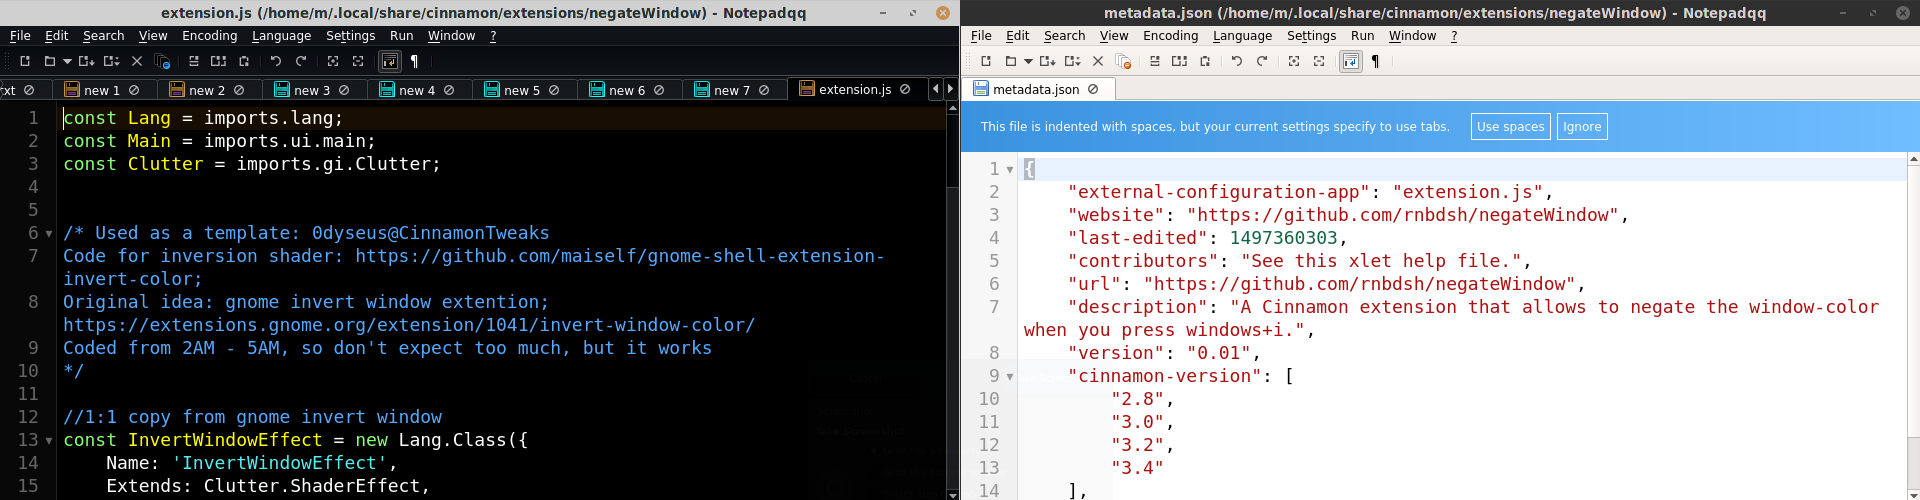 extension.js (/home/m/.local/share/cinnamon/extensions/negateWindow) - Notepadqq
File Edit Search View Encoding Language Settings Run Window ?
xt new 1 new 2 new 3 new 4 new 5 new 6 new 7 extension.js
1 const Lang = imports.lang;
2 const Main = imports.ui.main;
3 const Clutter = imports.gi.Clutter;
4
5
6 /* Used as a template: 0dyseus@CinnamonTweaks
7 Code for inversion shader: https://github.com/maiself/gnome-shell-extension-
invert-color;
8 Original idea: gnome invert window extention;
https://extensions.gnome.org/extension/1041/invert-window-color/
9 Coded from 2AM - 5AM, so don't expect too much, but it works
10 */
11
12 //1:1 copy from gnome invert window
13 const InvertWindowEffect = new Lang.Class({
14 Name: 'InvertWindowEffect',
15 Extends: Clutter.ShaderEffect,
metadata.json (/home/m/.local/share/cinnamon/extensions/negateWindow) - Notepadqq
File Edit Search View Encoding Language Settings Run Window ?
metadata.json
This file is indented with spaces, but your current settings specify to use tabs. Use spaces Ignore
1 {
2 "external-configuration-app": "extension.js",
3 "website": "https://github.com/rnbdsh/negateWindow",
4 "last-edited": 1497360303,
5 "contributors": "See this xlet help file.",
6 "url": "https://github.com/rnbdsh/negateWindow",
7 "description": "A Cinnamon extension that allows to negate the window-color
when you press windows+i.",
8 "version": "0.01",
9 "cinnamon-version": [
10 "2.8",
11 "3.0",
12 "3.2",
13 "3.4"
14 ],